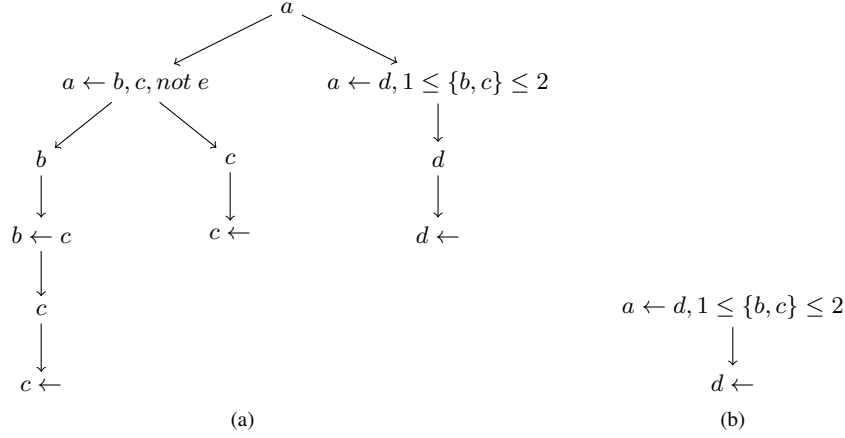 a
a ← b, c, not e
a ← d, 1 ≤ {b, c} ≤ 2
b
c
d
b ← c
c ←
d ←
c
a ← d, 1 ≤ {b, c} ≤ 2
c ←
d ←
(a)
(b)